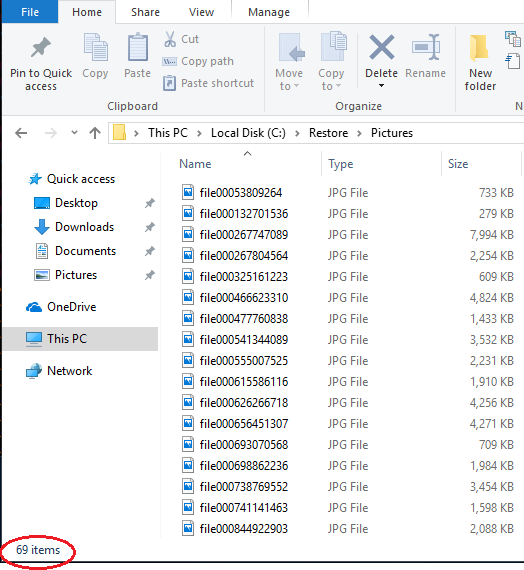 File Home Share View Manage
Pin to Quick access
Copy
Paste
Cut
Copy path
Paste shortcut
Move to
Copy to
Delete
Rename
New folder
Clipboard Organize
This PC Local Disk (C:) Restore Pictures
Name Type Size
Quick access
Desktop
Downloads
Documents
Pictures
OneDrive
This PC
Network
file00053809264 JPG File 733 KB
file000132701536 JPG File 279 KB
file000267747089 JPG File 7,994 KB
file000267804564 JPG File 2,254 KB
file000325161223 JPG File 609 KB
file000466623310 JPG File 4,824 KB
file000477760838 JPG File 1,433 KB
file000541344089 JPG File 3,532 KB
file000555007525 JPG File 2,231 KB
file000615586116 JPG File 1,910 KB
file000626266718 JPG File 4,256 KB
file000656451307 JPG File 4,271 KB
file000693070568 JPG File 709 KB
file000698862236 JPG File 1,984 KB
file000738769552 JPG File 3,454 KB
file000741141463 JPG File 1,598 KB
file000844922903 JPG File 2,088 KB
69 items